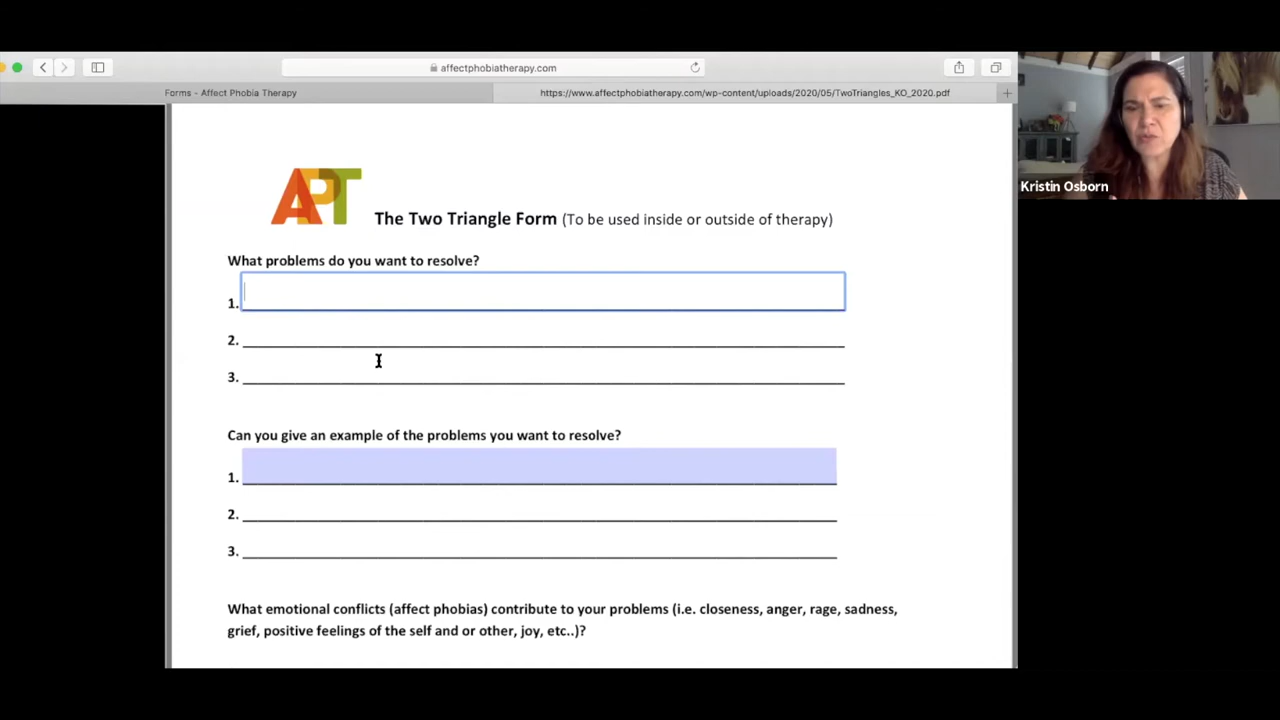 affectphobiatherapy.com
Forms - Affect Phobia Therapy
https://www.affectphobiatherapy.com/wp-content/uploads/2020/05/TwoTriangles_KO_2020.pdf
Kristin Osborn
APT
The Two Triangle Form (To be used inside or outside of therapy)
What problems do you want to resolve?
1.
2.
3.
Can you give an example of the problems you want to resolve?
1.
2.
3.
What emotional conflicts (affect phobias) contribute to your problems (i.e. closeness, anger, rage, sadness,
grief, positive feelings of the self and or other, joy, etc..)?